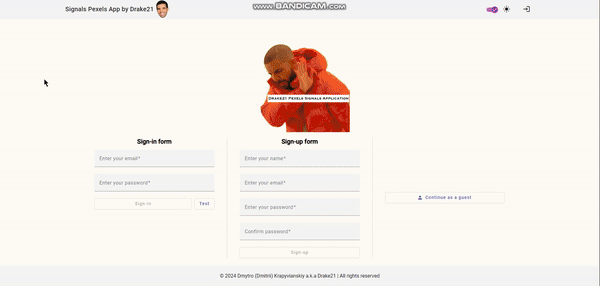 Signals Pexels App by Drake21
www.BANDICAM.com
Drake21 Pexels Signals Application
Sign-in form
Enter your email*
Enter your password*
Sign-in
Test
Sign-up form
Enter your name*
Enter your email*
Enter your password*
Confirm password*
Sign-up
Continue as a guest
© 2024 Dmytro (Dmitrii) Krapyvianskiy a.k.a Drake21 | All rights reserved